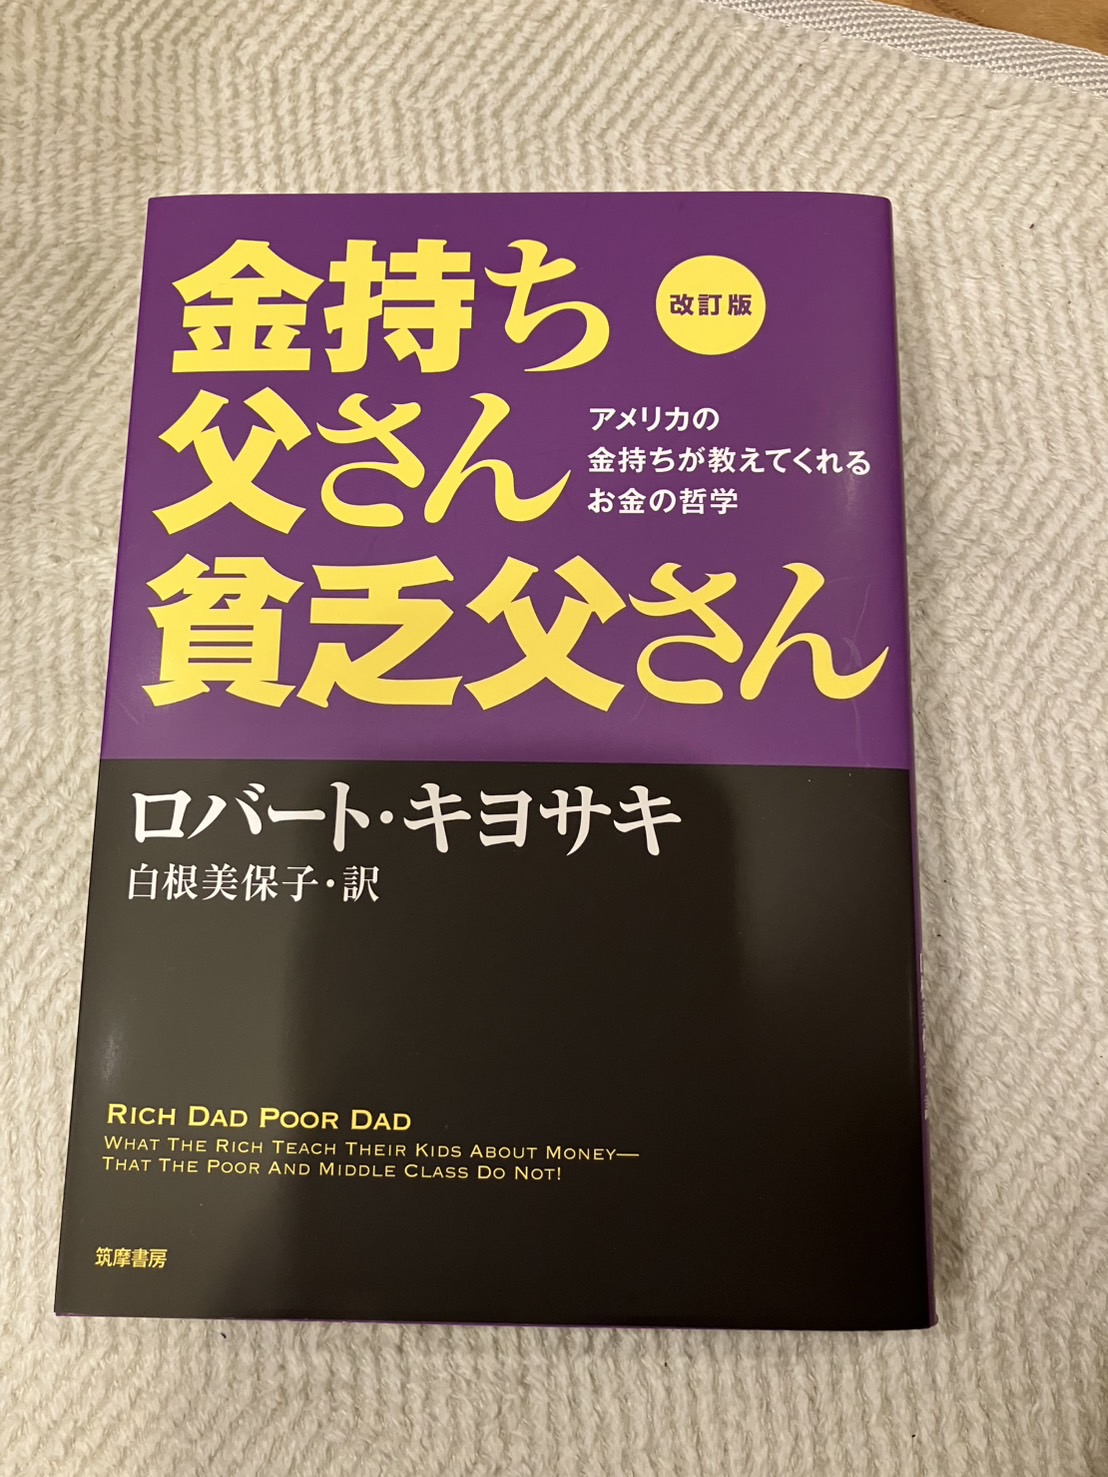 金持ち
父さん
貧乏父さん
改訂版
アメリカの
金持ちが教えてくれる
お金の哲学
ロバート・キヨサキ
白根美保子・訳
RICH DAD POOR DAD
WHAT THE RICH TEACH THEIR KIDS ABOUT MONEY—
THAT THE POOR AND MIDDLE CLASS DO NOT!
筑摩書房